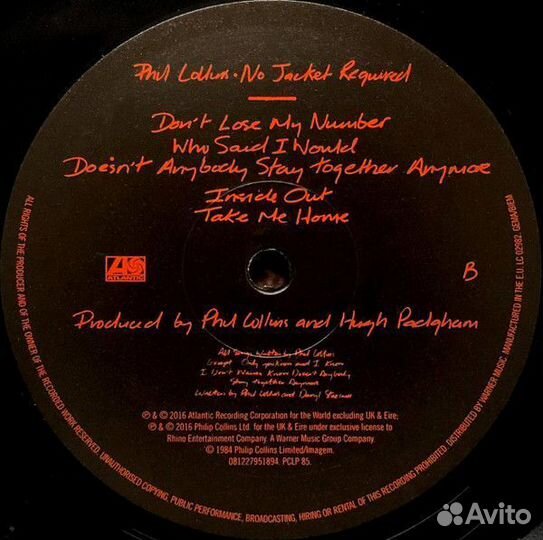 Phil Collins · No Jacket Required
Don't Lose My Number
Who Said I Would
Doesn't Anybody Stay Together Anymore
Inside Out
Take Me Home
ATLANTIC
B
Produced by Phil Collins and Hugh Padgham
All Songs Written by Phil Collins
Except Only you know and I Know
I Don't Wanna Know Doesn't Anybody
Stay Together Anymore
Written by Phil Collins and Daryl Stuermer
℗ & © 2016 Atlantic Recording Corporation for the World excluding UK & Eire;
℗ & © 2016 Philip Collins Ltd. for the UK & Eire under exclusive license to
Rhino Entertainment Company. A Warner Music Group Company.
© 1984 Philip Collins Limited/Imagem.
081227951894. PCLP 85.
ALL RIGHTS OF THE PRODUCER AND OF THE OWNER OF THE RECORDED WORK RESERVED. UNAUTHORISED COPYING, PUBLIC PERFORMANCE, BROADCASTING, HIRING OR RENTAL OF THIS RECORDING PROHIBITED. DISTRIBUTED BY WARNER MUSIC. MANUFACTURED IN THE E.U. LC 02982. GEMA/BIEM
Avito